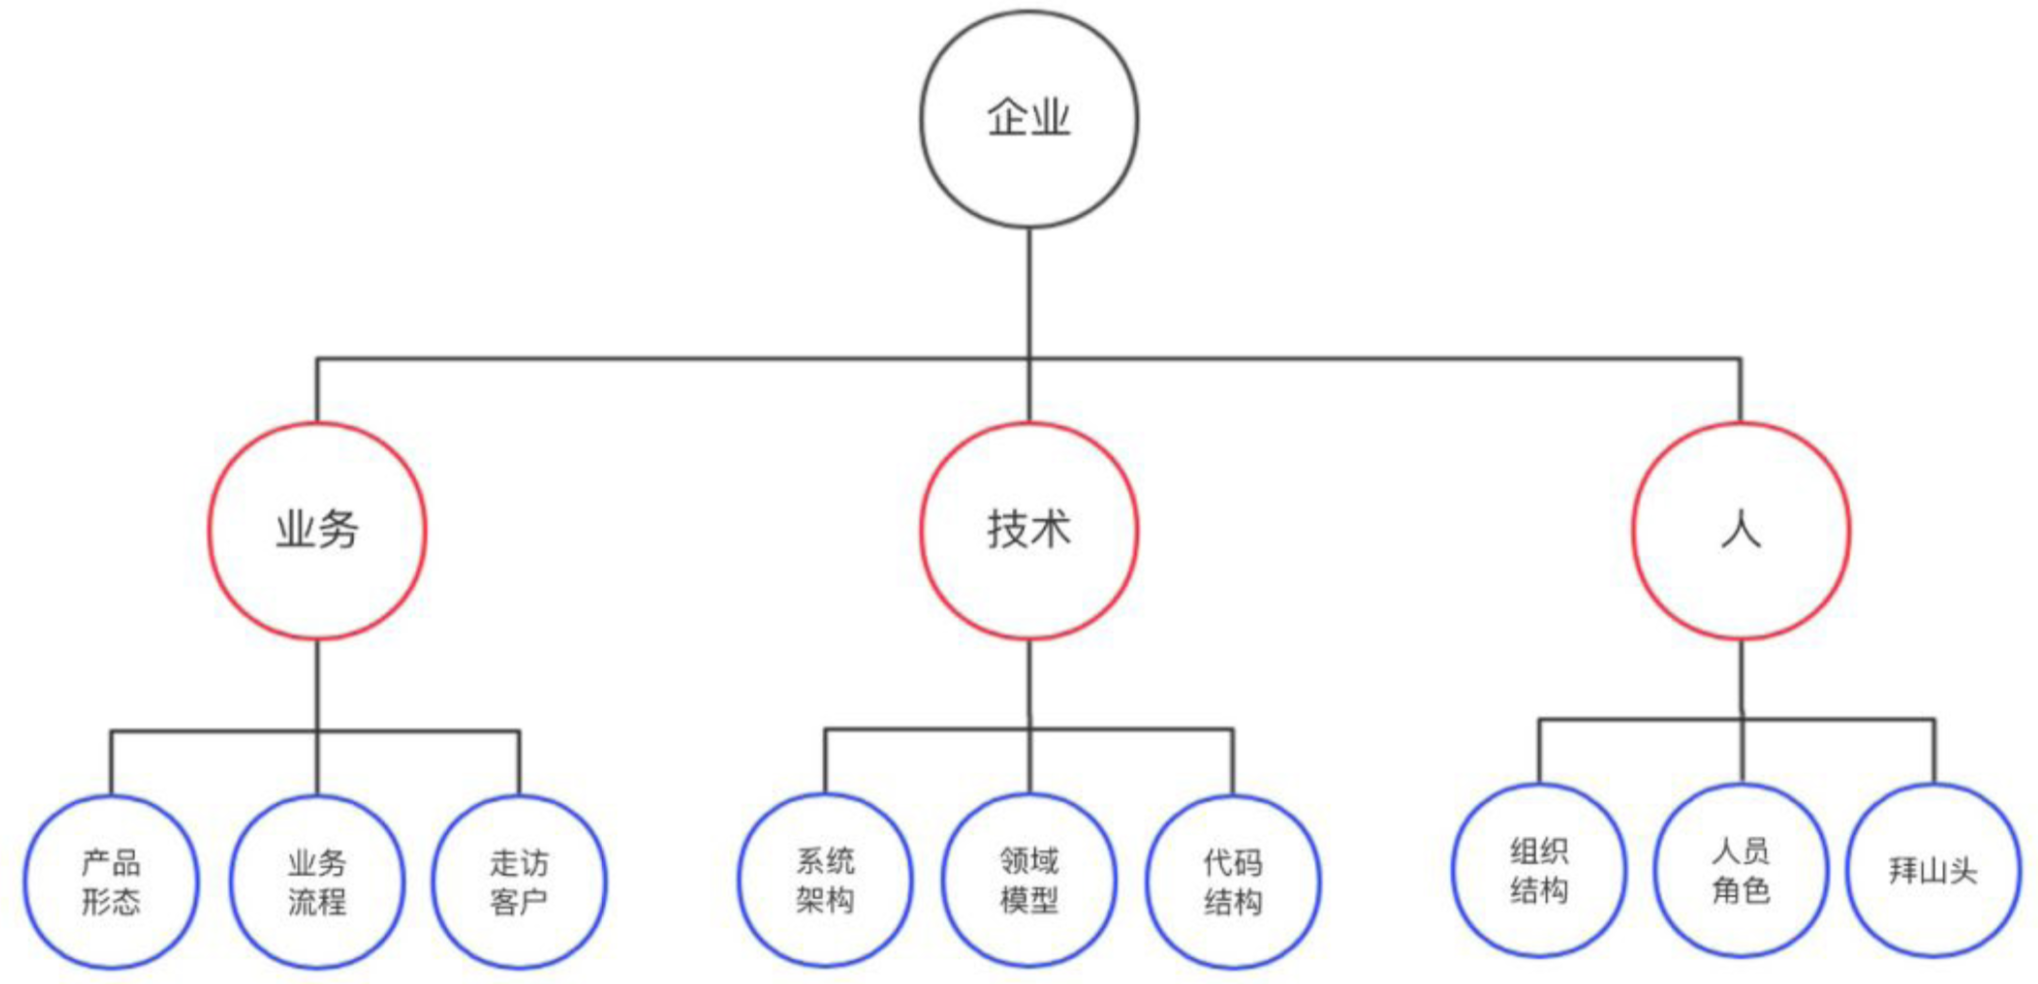 企业
业务
技术
人
产品
形态
业务
流程
走访
客户
系统
架构
领域
模型
代码
结构
组织
结构
人员
角色
拜山头